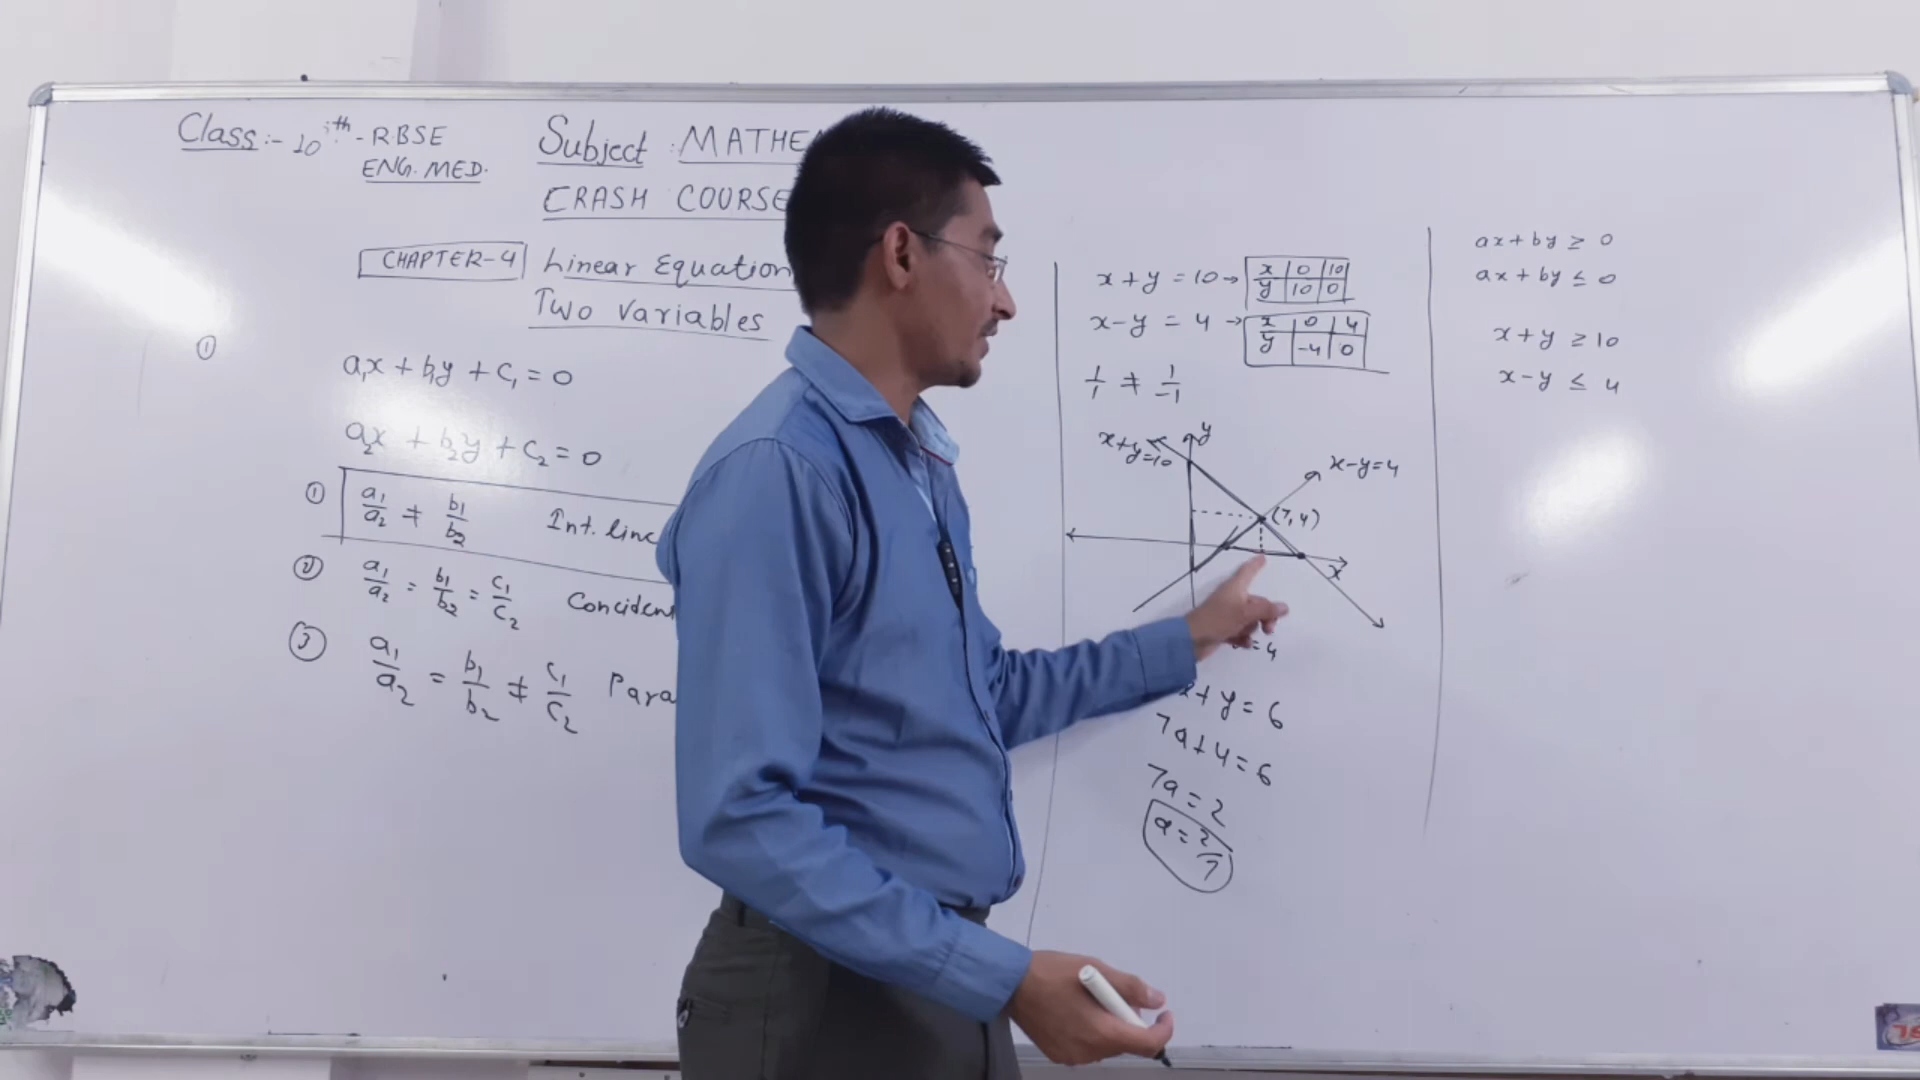 Class :- 10th - RBSE
ENG. MED.
Subject : MATHE
CRASH COURSE
CHAPTER-4 Linear Equation
Two Variables
①
a₁x + b₁y + c₁ = 0
a₂x + b₂y + c₂ = 0
① a₁/a₂ ≠ b₁/b₂ Int. line
② a₁/a₂ = b₁/b₂ = c₁/c₂ Conciden
③ a₁/a₂ = b₁/b₂ ≠ c₁/c₂ Para
x+y = 10 → x | 0 | 10
y | 10 | 0
x-y = 4 → x | 0 | 4
y | -4 | 0
1/1 ≠ 1/-1
y
x+y=10
x-y=4
(7,4)
x
=4
x+y=6
7a+4=6
7a=2
a=2/7
ax+by ≥ 0
ax+by ≤ 0
x+y ≥ 10
x-y ≤ 4